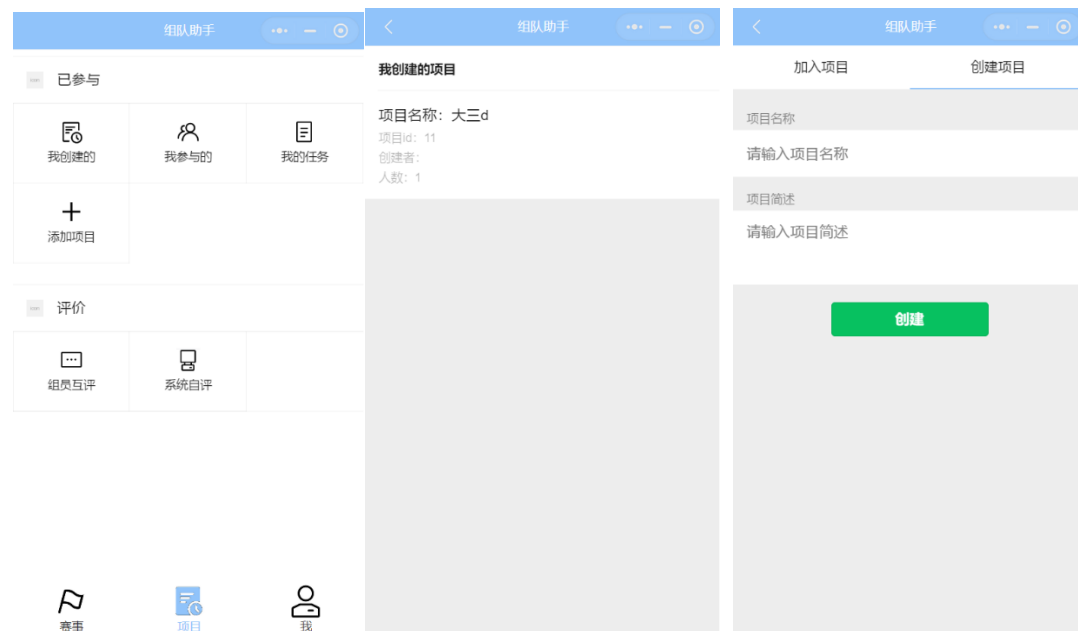 组队助手
已参与
我创建的
我参与的
我的任务
添加项目
评价
组员互评
系统自评
赛事
项目
我
组队助手
我创建的项目
项目名称：大三d
项目id：11
创建者：
人数：1
组队助手
加入项目
创建项目
项目名称
请输入项目名称
项目简述
请输入项目简述
创建